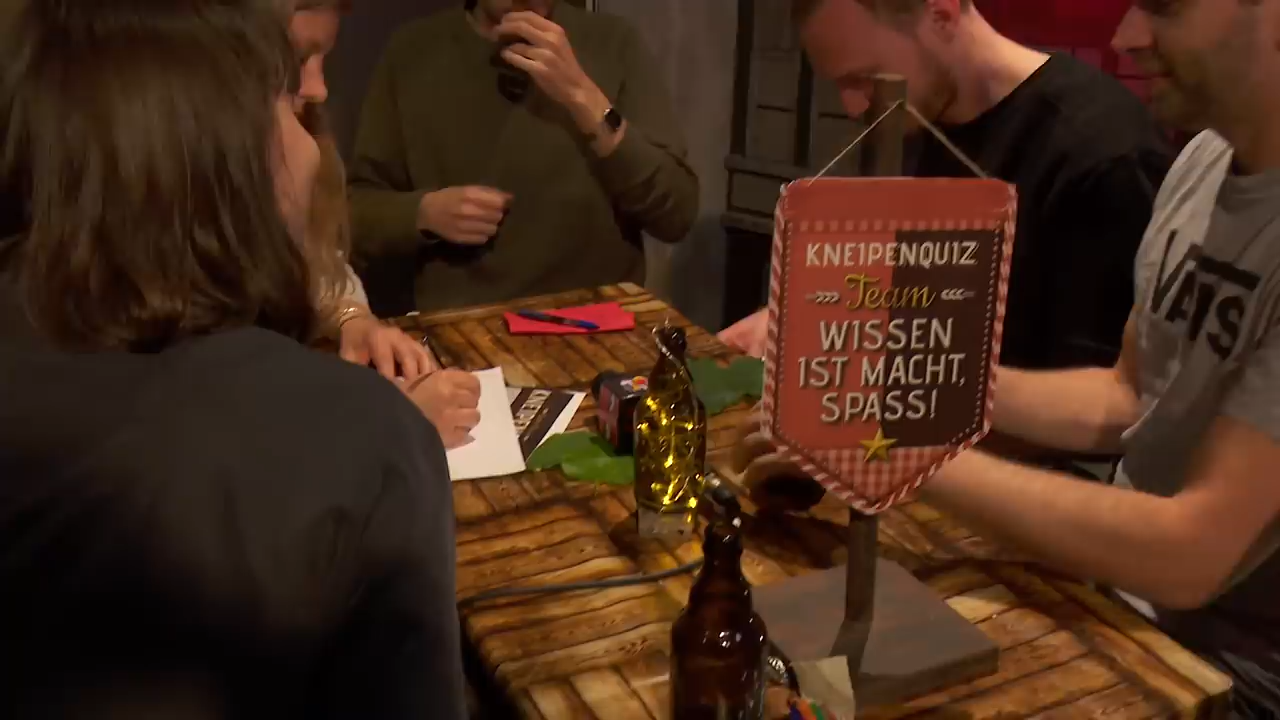 KNEIPENQUIZ
Team
WISSEN
IST MACHT,
SPASS!
VANS